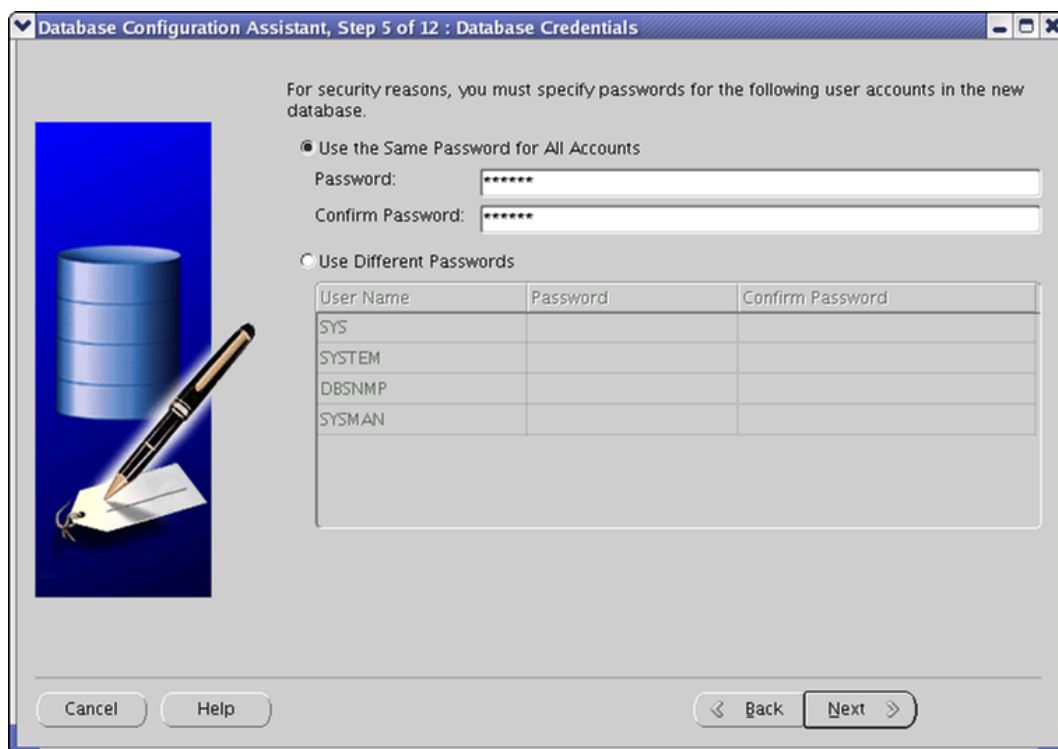 Database Configuration Assistant, Step 5 of 12 : Database Credentials
For security reasons, you must specify passwords for the following user accounts in the new
database.
Use the Same Password for All Accounts
Password: ******
Confirm Password: ******
Use Different Passwords
User Name Password Confirm Password
SYS
SYSTEM
DBSNMP
SYSMAN
Cancel Help Back Next